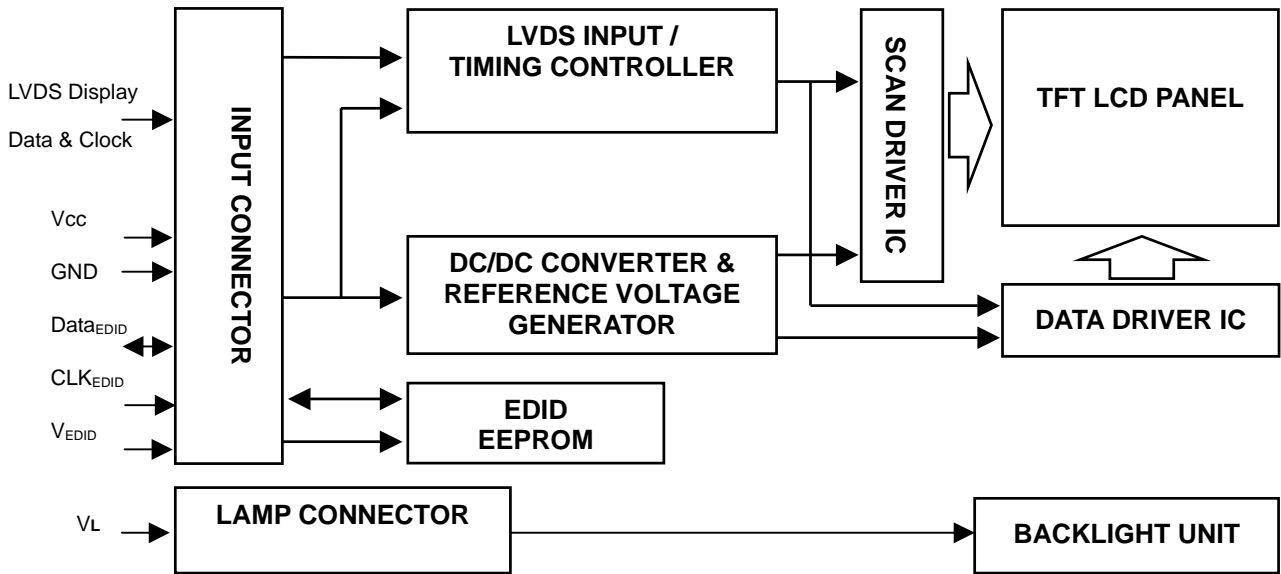 LVDS Display
Data & Clock
Vcc
GND
DataEDID
CLKEDID
VEDID
VL
INPUT CONNECTOR
LVDS INPUT /
TIMING CONTROLLER
DC/DC CONVERTER &
REFERENCE VOLTAGE
GENERATOR
EDID
EEPROM
LAMP CONNECTOR
SCAN DRIVER IC
TFT LCD PANEL
DATA DRIVER IC
BACKLIGHT UNIT